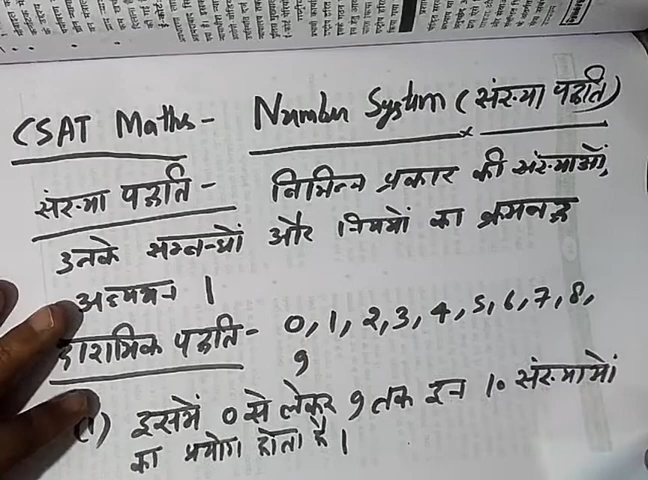 CSAT Maths - Number System (संख्या पद्धति)
संख्या पद्धति - विभिन्न प्रकार की संख्याओं,
उनके सम्बन्धों और नियमों का क्रमबद्ध
अध्ययन ।
दाशमिक पद्धति - 0, 1, 2, 3, 4, 5, 6, 7, 8,
9
(1) इसमें 0 से लेकर 9 तक इन 10 संख्याओं
का प्रयोग होता है ।